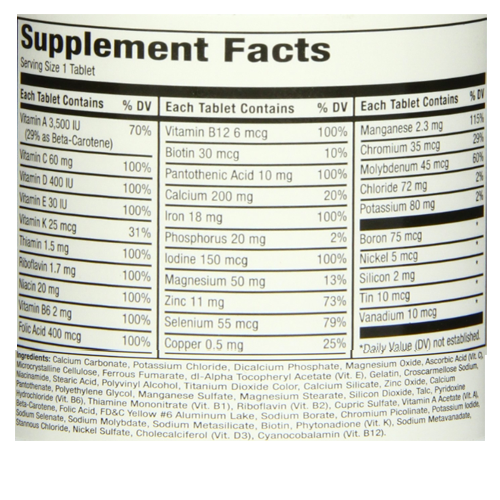 Supplement Facts
Serving Size 1 Tablet
Each Tablet Contains % DV
Vitamin A 3,500 IU 70%
(29% as Beta-Carotene)
Vitamin C 60 mg 100%
Vitamin D 400 IU 100%
Vitamin E 30 IU 100%
Vitamin K 25 mcg 31%
Thiamin 1.5 mg 100%
Riboflavin 1.7 mg 100%
Niacin 20 mg 100%
Vitamin B6 2 mg 100%
Folic Acid 400 mcg 100%
Each Tablet Contains % DV
Vitamin B12 6 mcg 100%
Biotin 30 mcg 10%
Pantothenic Acid 10 mg 100%
Calcium 200 mg 20%
Iron 18 mg 100%
Phosphorus 20 mg 2%
Iodine 150 mcg 100%
Magnesium 50 mg 13%
Zinc 11 mg 73%
Selenium 55 mcg 79%
Copper 0.5 mg 25%
Each Tablet Contains % DV
Manganese 2.3 mg 115%
Chromium 35 mcg 29%
Molybdenum 45 mcg 60%
Chloride 72 mg 2%
Potassium 80 mg 2%
Boron 75 mcg *
Nickel 5 mcg *
Silicon 2 mg *
Tin 10 mcg *
Vanadium 10 mcg *
*Daily Value (DV) not established.
Ingredients: Calcium Carbonate, Potassium Chloride, Dicalcium Phosphate, Magnesium Oxide, Ascorbic Acid (Vit. C),
Microcrystalline Cellulose, Ferrous Fumarate, dl-Alpha Tocopheryl Acetate (Vit. E), Gelatin, Croscarmellose Sodium,
Niacinamide, Stearic Acid, Polyvinyl Alcohol, Titanium Dioxide Color, Calcium Silicate, Zinc Oxide, Calcium
Pantothenate, Polyethylene Glycol, Manganese Sulfate, Magnesium Stearate, Silicon Dioxide, Talc, Pyridoxine
Hydrochloride (Vit. B6), Thiamine Mononitrate (Vit. B1), Riboflavin (Vit. B2), Cupric Sulfate, Vitamin A Acetate (Vit. A),
Beta-Carotene, Folic Acid, FD&C Yellow #6 Aluminum Lake, Sodium Borate, Chromium Picolinate, Potassium Iodide,
Sodium Selenate, Sodium Molybdate, Sodium Metasilicate, Biotin, Phytonadione (Vit. K), Sodium Metavanadate,
Stannous Chloride, Nickel Sulfate, Cholecalciferol (Vit. D3), Cyanocobalamin (Vit. B12).